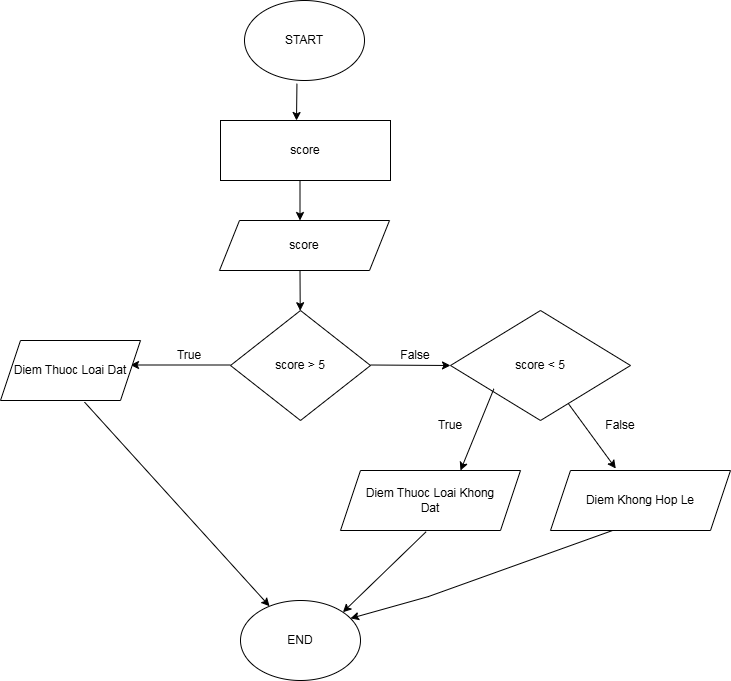 START
score
score
score > 5
True
False
Diem Thuoc Loai Dat
score < 5
True
False
Diem Thuoc Loai Khong
Dat
Diem Khong Hop Le
END